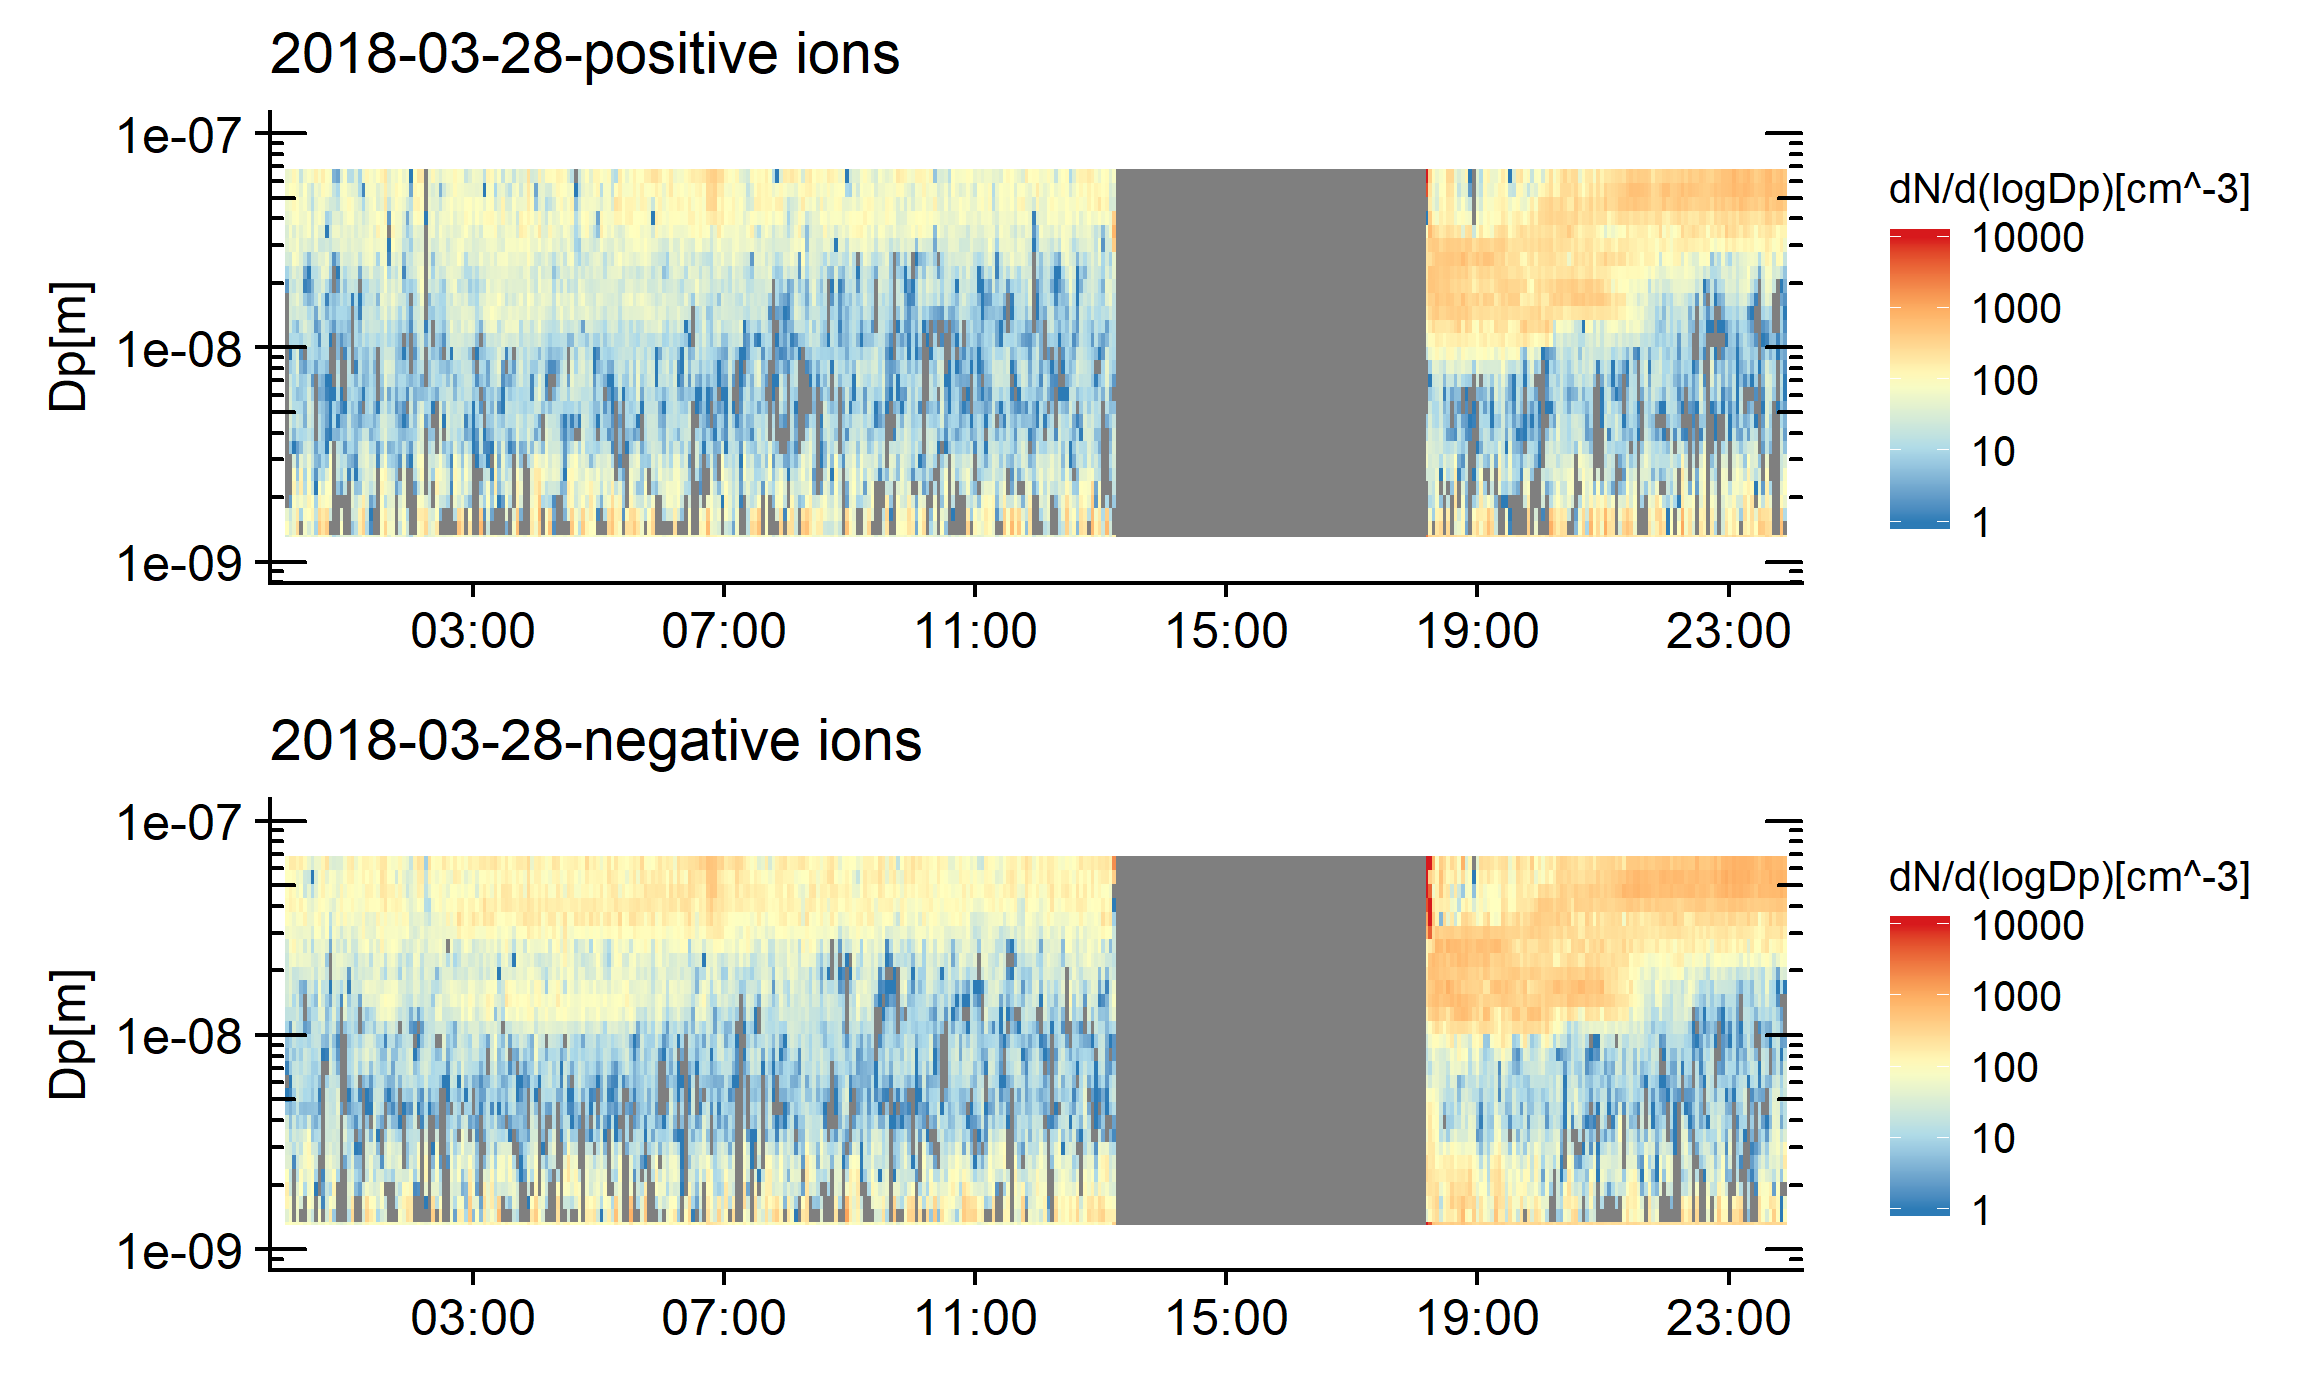 2018-03-28-positive ions
1e-07
1e-08
1e-09
Dp[m]
03:00 07:00 11:00 15:00 19:00 23:00
dN/d(logDp)[cm^-3]
10000
1000
100
10
1
2018-03-28-negative ions
1e-07
1e-08
1e-09
Dp[m]
03:00 07:00 11:00 15:00 19:00 23:00
dN/d(logDp)[cm^-3]
10000
1000
100
10
1